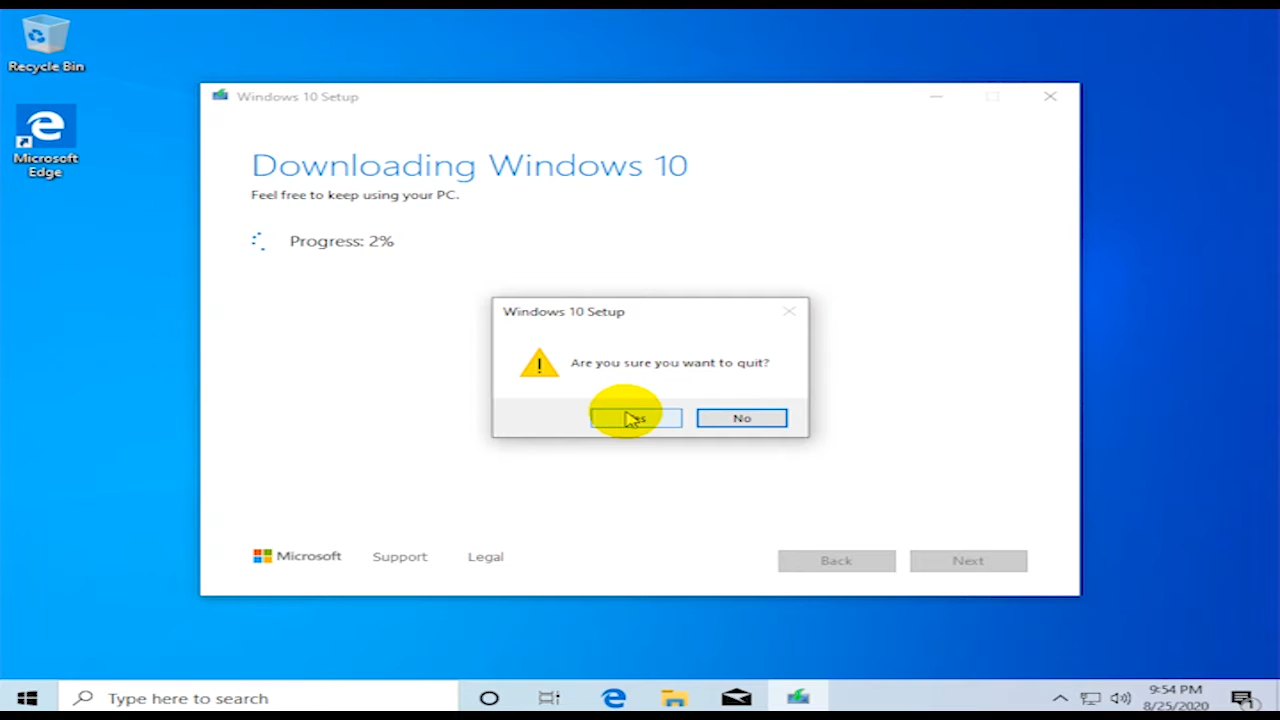 Recycle Bin
Microsoft
Edge
Windows 10 Setup
Downloading Windows 10
Feel free to keep using your PC.
Progress: 2%
Windows 10 Setup
Are you sure you want to quit?
No
Microsoft Support Legal
Back Next
Type here to search
9:54 PM
8/25/2020